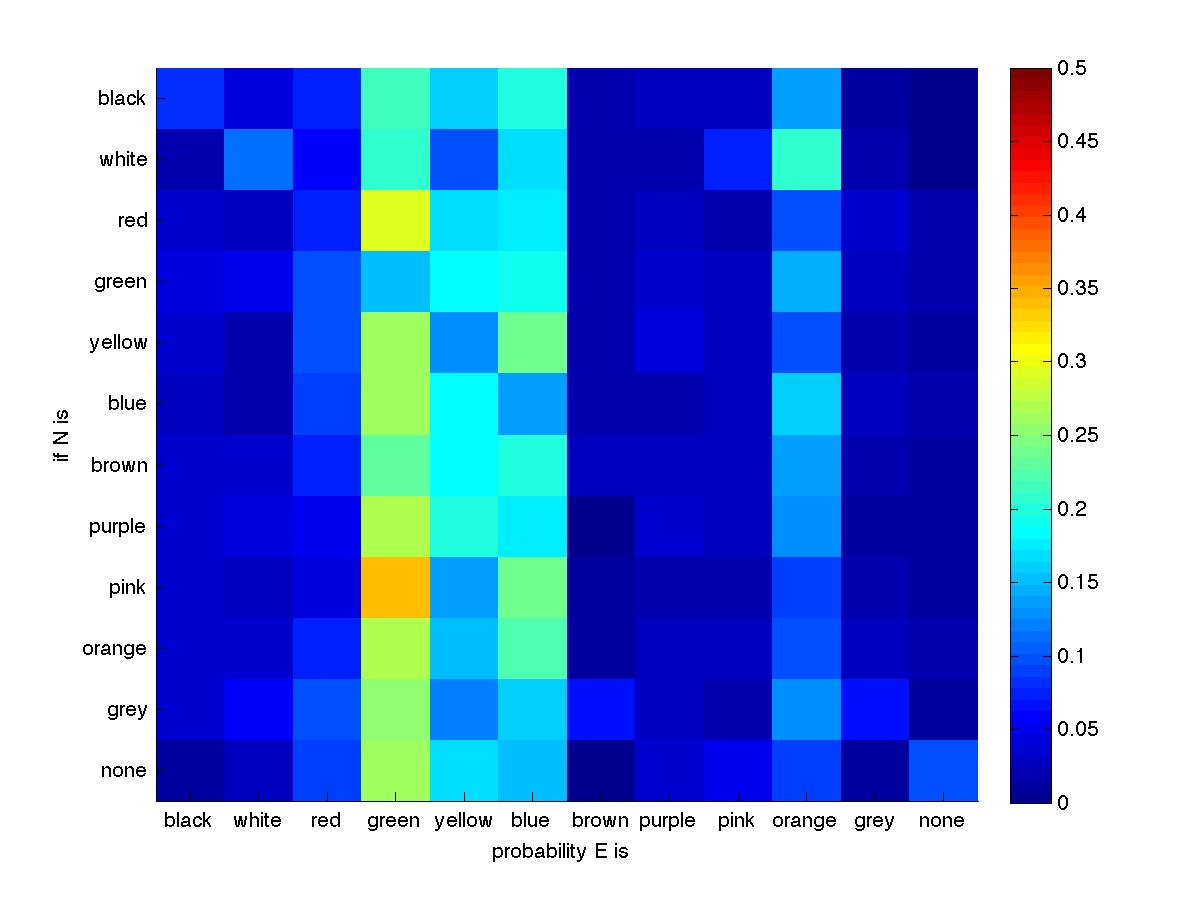 black
white
red
green
yellow
blue
brown
purple
pink
orange
grey
none
if N is
black white red green yellow blue brown purple pink orange grey none
probability E is
0.5
0.45
0.4
0.35
0.3
0.25
0.2
0.15
0.1
0.05
0